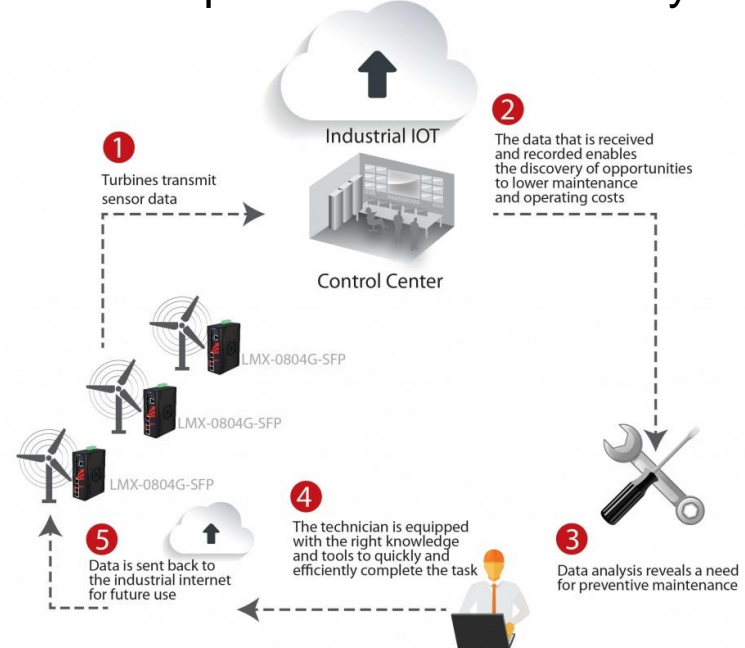 1
Turbines transmit
sensor data
Industrial IOT
Control Center
2
The data that is received
and recorded enables
the discovery of opportunities
to lower maintenance
and operating costs
LMX-0804G-SFP
LMX-0804G-SFP
LMX-0804G-SFP
3
Data analysis reveals a need
for preventive maintenance
4
The technician is equipped
with the right knowledge
and tools to quickly and
efficiently complete the task
5
Data is sent back to
the industrial internet
for future use